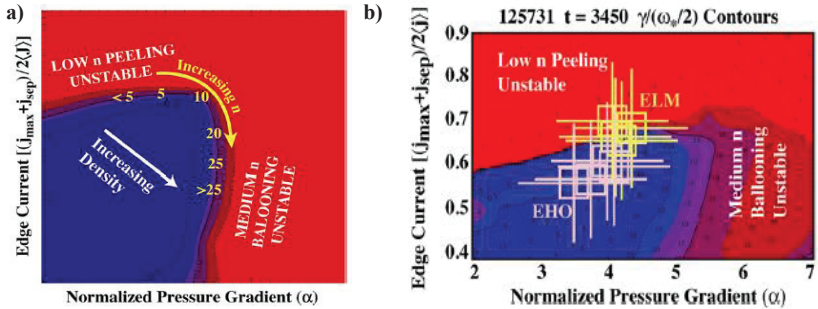 a)
LOW n PEELING
UNSTABLE
Increasing n
< 5
5
10
20
25
>25
Increasing
Density
MEDIUM n
BALOONING
UNSTABLE
Edge Current [(jmax+jsep)/2⟨J⟩]
Normalized Pressure Gradient (α)
b)
125731 t = 3450 γ/(ω*/2) Contours
Low n Peeling
Unstable
ELM
EHO
Medium n
Ballooning
Unstable
0.9
0.8
0.7
0.6
0.5
0.4
2
3
4
5
6
7
Edge Current [(jmax+jsep)/2⟨J⟩]
Normalized Pressure Gradient (α)